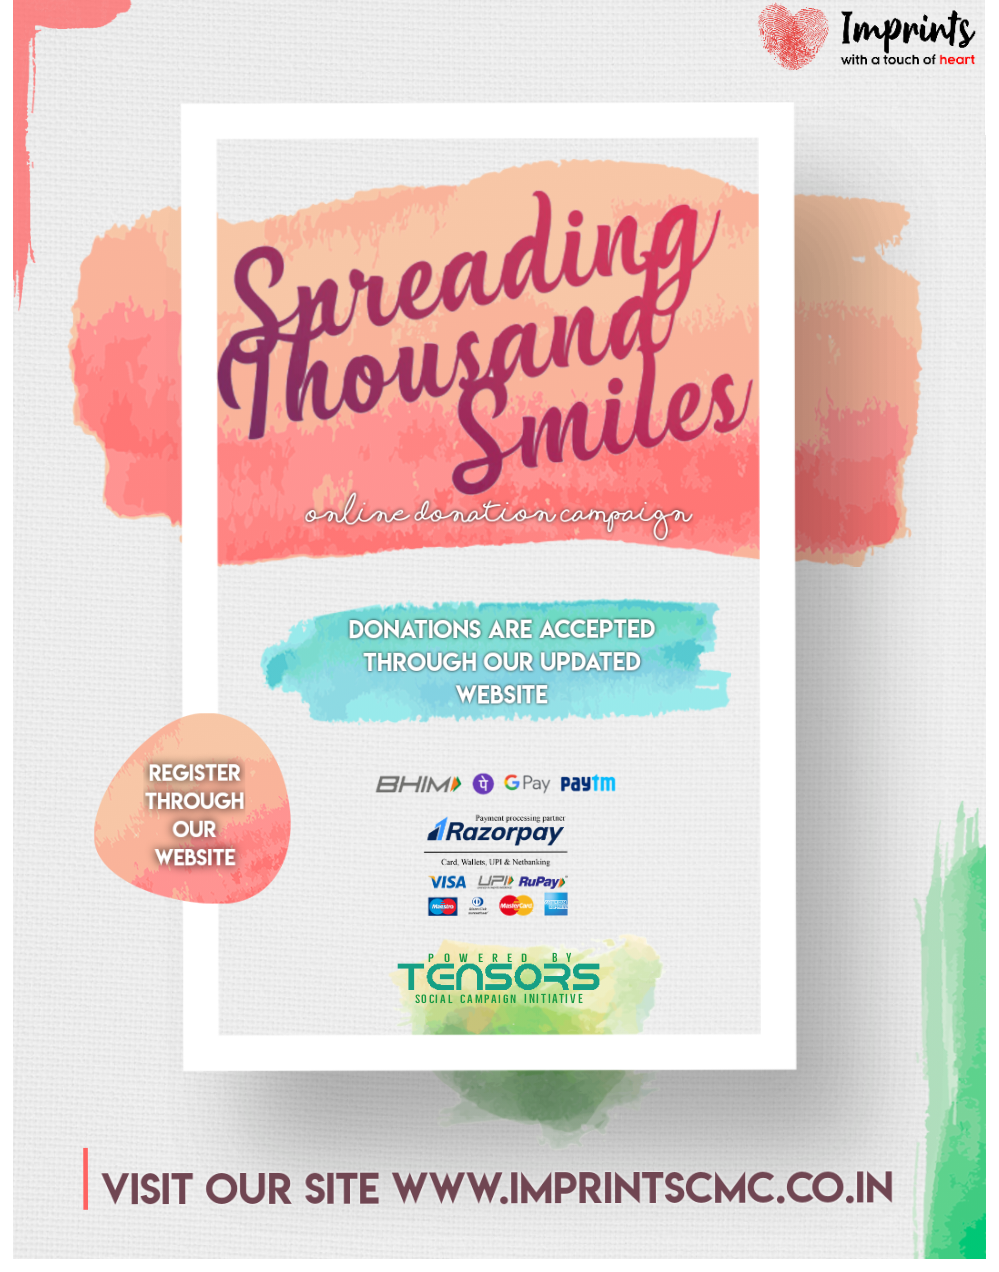 Imprints
with a touch of heart
Spreading
Thousand
Smiles
online donation campaign
DONATIONS ARE ACCEPTED
THROUGH OUR UPDATED
WEBSITE
REGISTER
THROUGH
OUR
WEBSITE
BHIM पे G Pay Paytm
Payment processing partner
Razorpay
Card, Wallets, UPI & Netbanking
VISA UPI RuPay
Maestro MasterCard
POWERED BY
TENSORS
SOCIAL CAMPAIGN INITIATIVE
VISIT OUR SITE WWW.IMPRINTSCMC.CO.IN